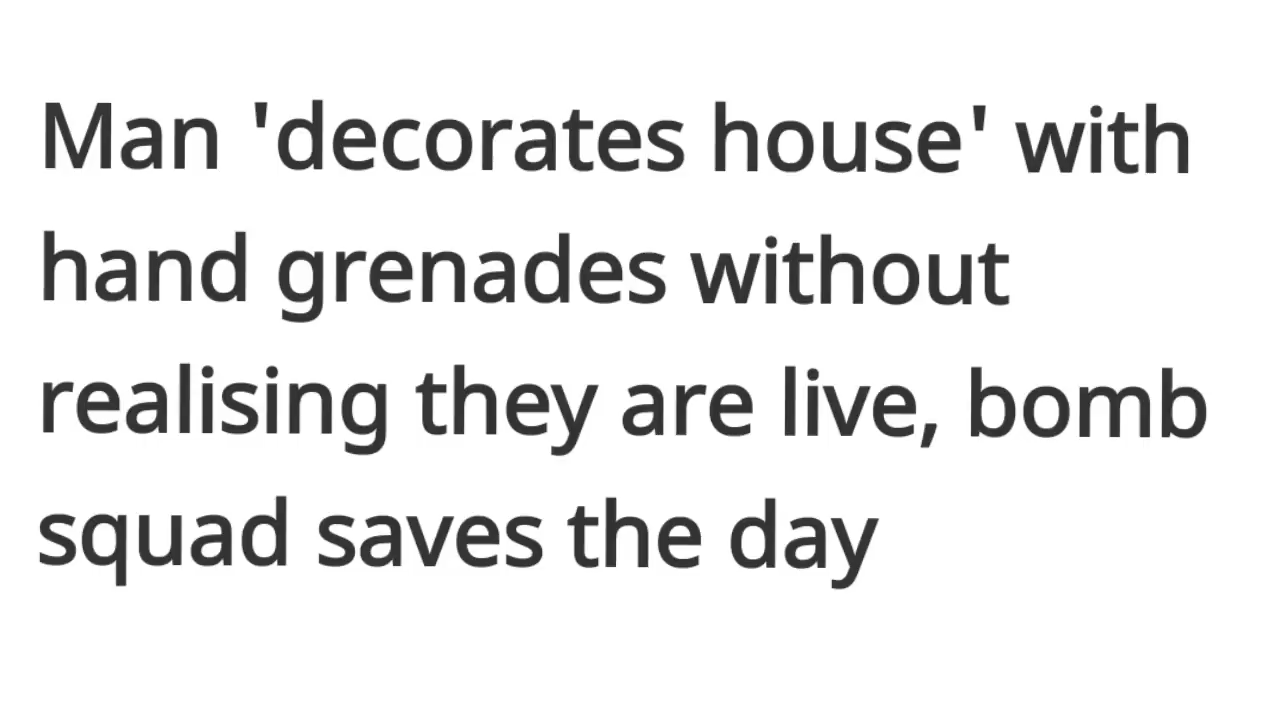 Man 'decorates house' with
hand grenades without
realising they are live, bomb
squad saves the day